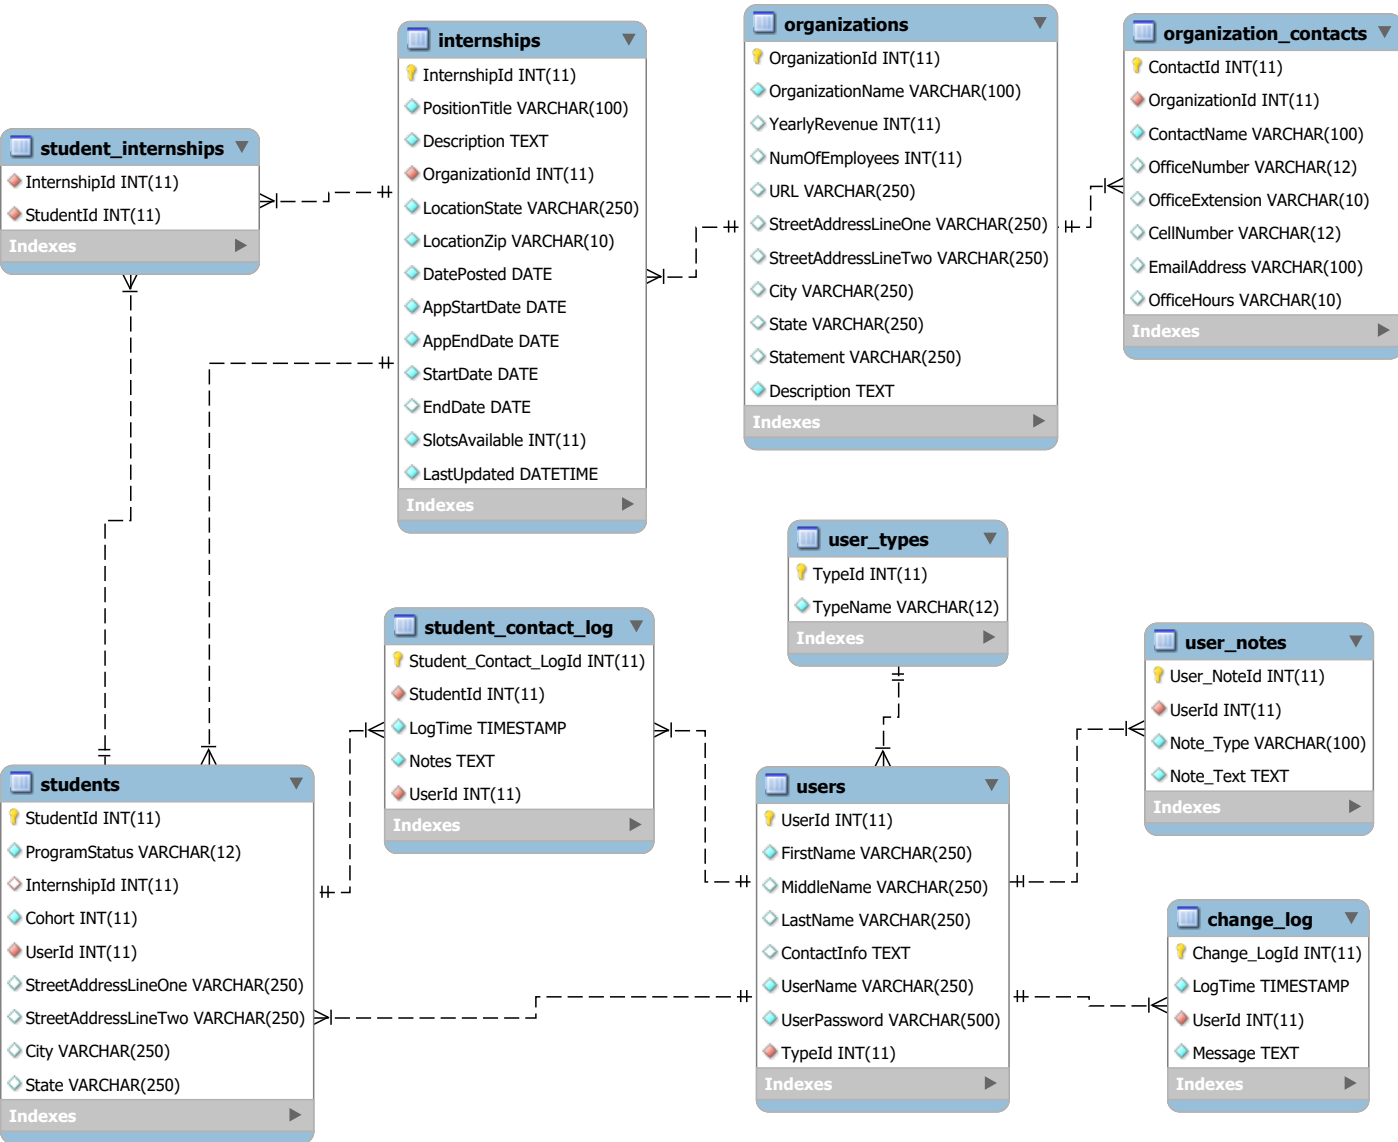 student_internships
InternshipId INT(11)
StudentId INT(11)
Indexes
internships
InternshipId INT(11)
PositionTitle VARCHAR(100)
Description TEXT
OrganizationId INT(11)
LocationState VARCHAR(250)
LocationZip VARCHAR(10)
DatePosted DATE
AppStartDate DATE
AppEndDate DATE
StartDate DATE
EndDate DATE
SlotsAvailable INT(11)
LastUpdated DATETIME
Indexes
organizations
OrganizationId INT(11)
OrganizationName VARCHAR(100)
YearlyRevenue INT(11)
NumOfEmployees INT(11)
URL VARCHAR(250)
StreetAddressLineOne VARCHAR(250)
StreetAddressLineTwo VARCHAR(250)
City VARCHAR(250)
State VARCHAR(250)
Statement VARCHAR(250)
Description TEXT
Indexes
organization_contacts
ContactId INT(11)
OrganizationId INT(11)
ContactName VARCHAR(100)
OfficeNumber VARCHAR(12)
OfficeExtension VARCHAR(10)
CellNumber VARCHAR(12)
EmailAddress VARCHAR(100)
OfficeHours VARCHAR(10)
Indexes
user_types
TypeId INT(11)
TypeName VARCHAR(12)
Indexes
student_contact_log
Student_Contact_LogId INT(11)
StudentId INT(11)
LogTime TIMESTAMP
Notes TEXT
UserId INT(11)
Indexes
user_notes
User_NoteId INT(11)
UserId INT(11)
Note_Type VARCHAR(100)
Note_Text TEXT
Indexes
students
StudentId INT(11)
ProgramStatus VARCHAR(12)
InternshipId INT(11)
Cohort INT(11)
UserId INT(11)
StreetAddressLineOne VARCHAR(250)
StreetAddressLineTwo VARCHAR(250)
City VARCHAR(250)
State VARCHAR(250)
Indexes
users
UserId INT(11)
FirstName VARCHAR(250)
MiddleName VARCHAR(250)
LastName VARCHAR(250)
ContactInfo TEXT
UserName VARCHAR(250)
UserPassword VARCHAR(500)
TypeId INT(11)
Indexes
change_log
Change_LogId INT(11)
LogTime TIMESTAMP
UserId INT(11)
Message TEXT
Indexes